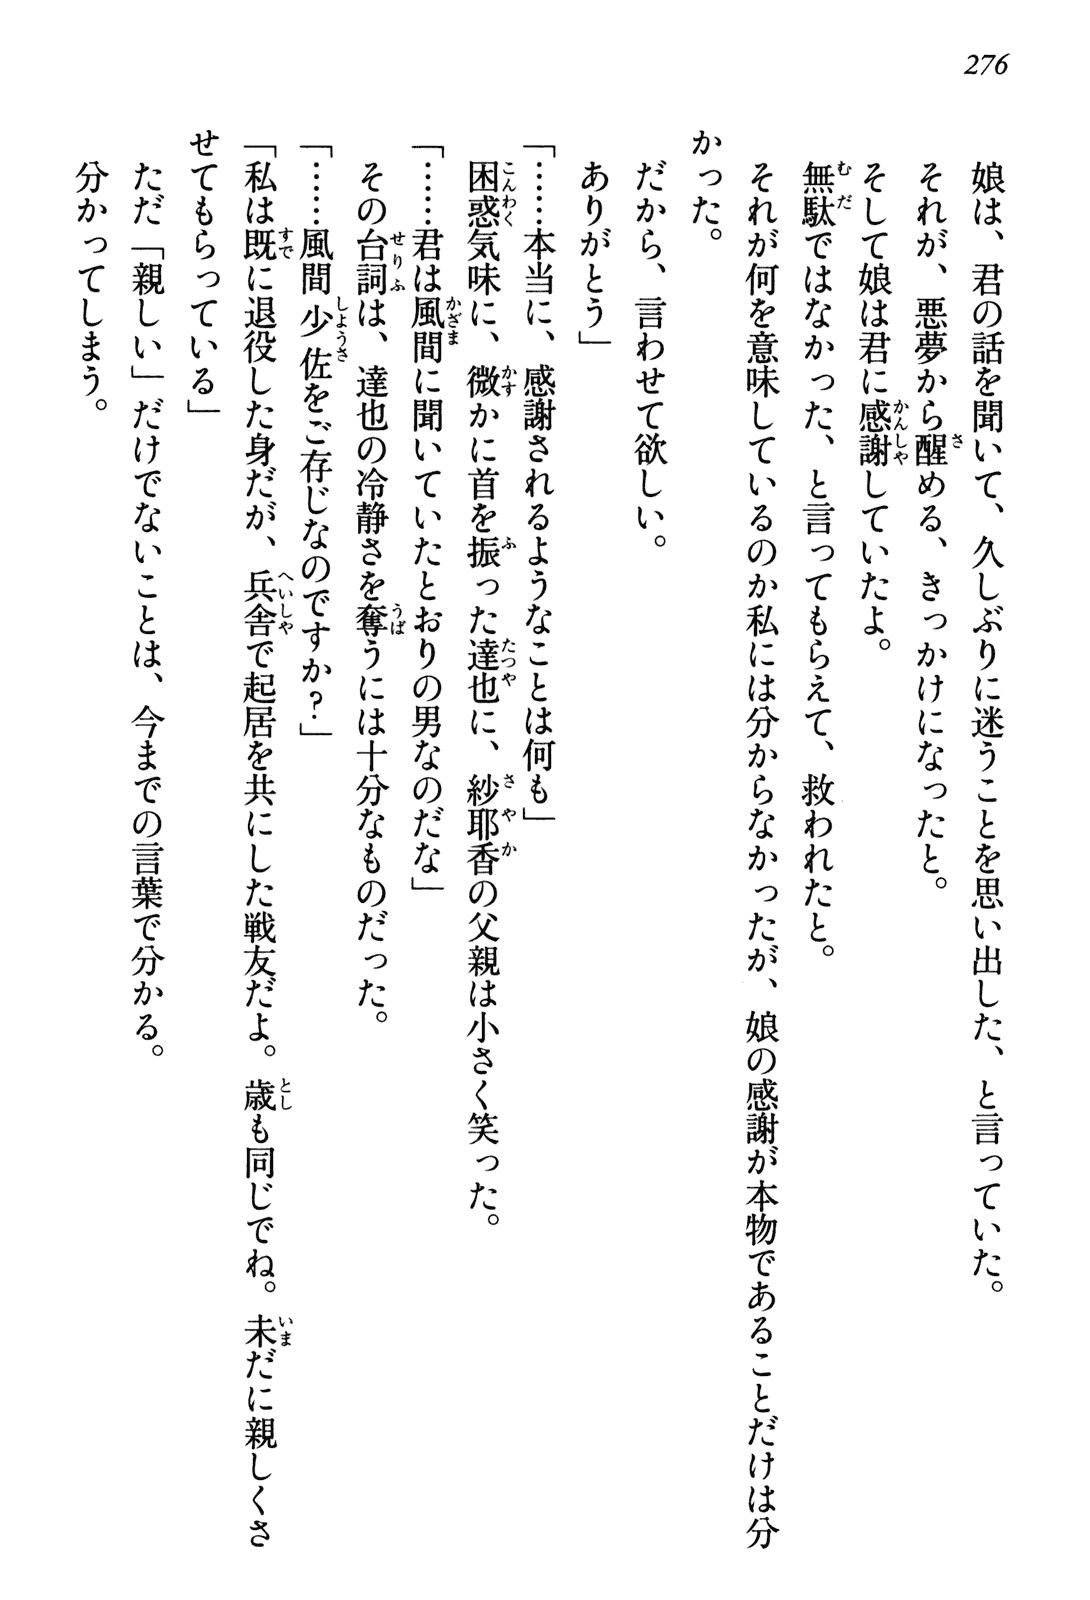 276
娘は、君の話を聞いて、久しぶりに迷うことを思い出した、と言っていた。
それが、悪夢から醒める、きっかけになったと。
そして娘は君に感謝していたよ。
無駄ではなかった、と言ってもらえて、救われたと。
それが何を意味しているのか私には分からなかったが、娘の感謝が本物であることだけは分
かった。
だから、言わせて欲しい。
ありがとう」
「……本当に、感謝されるようなことは何も」
困惑気味に、微かに首を振った達也に、紗耶香の父親は小さく笑った。
「……君は風間に聞いていたとおりの男なのだな」
その台詞は、達也の冷静さを奪うには十分なものだった。
「……風間少佐をご存じなのですか？」
「私は既に退役した身だが、兵舎で起居を共にした戦友だよ。歳も同じでね。未だに親しくさ
せてもらっている」
ただ「親しい」だけでないことは、今までの言葉で分かる。
分かってしまう。